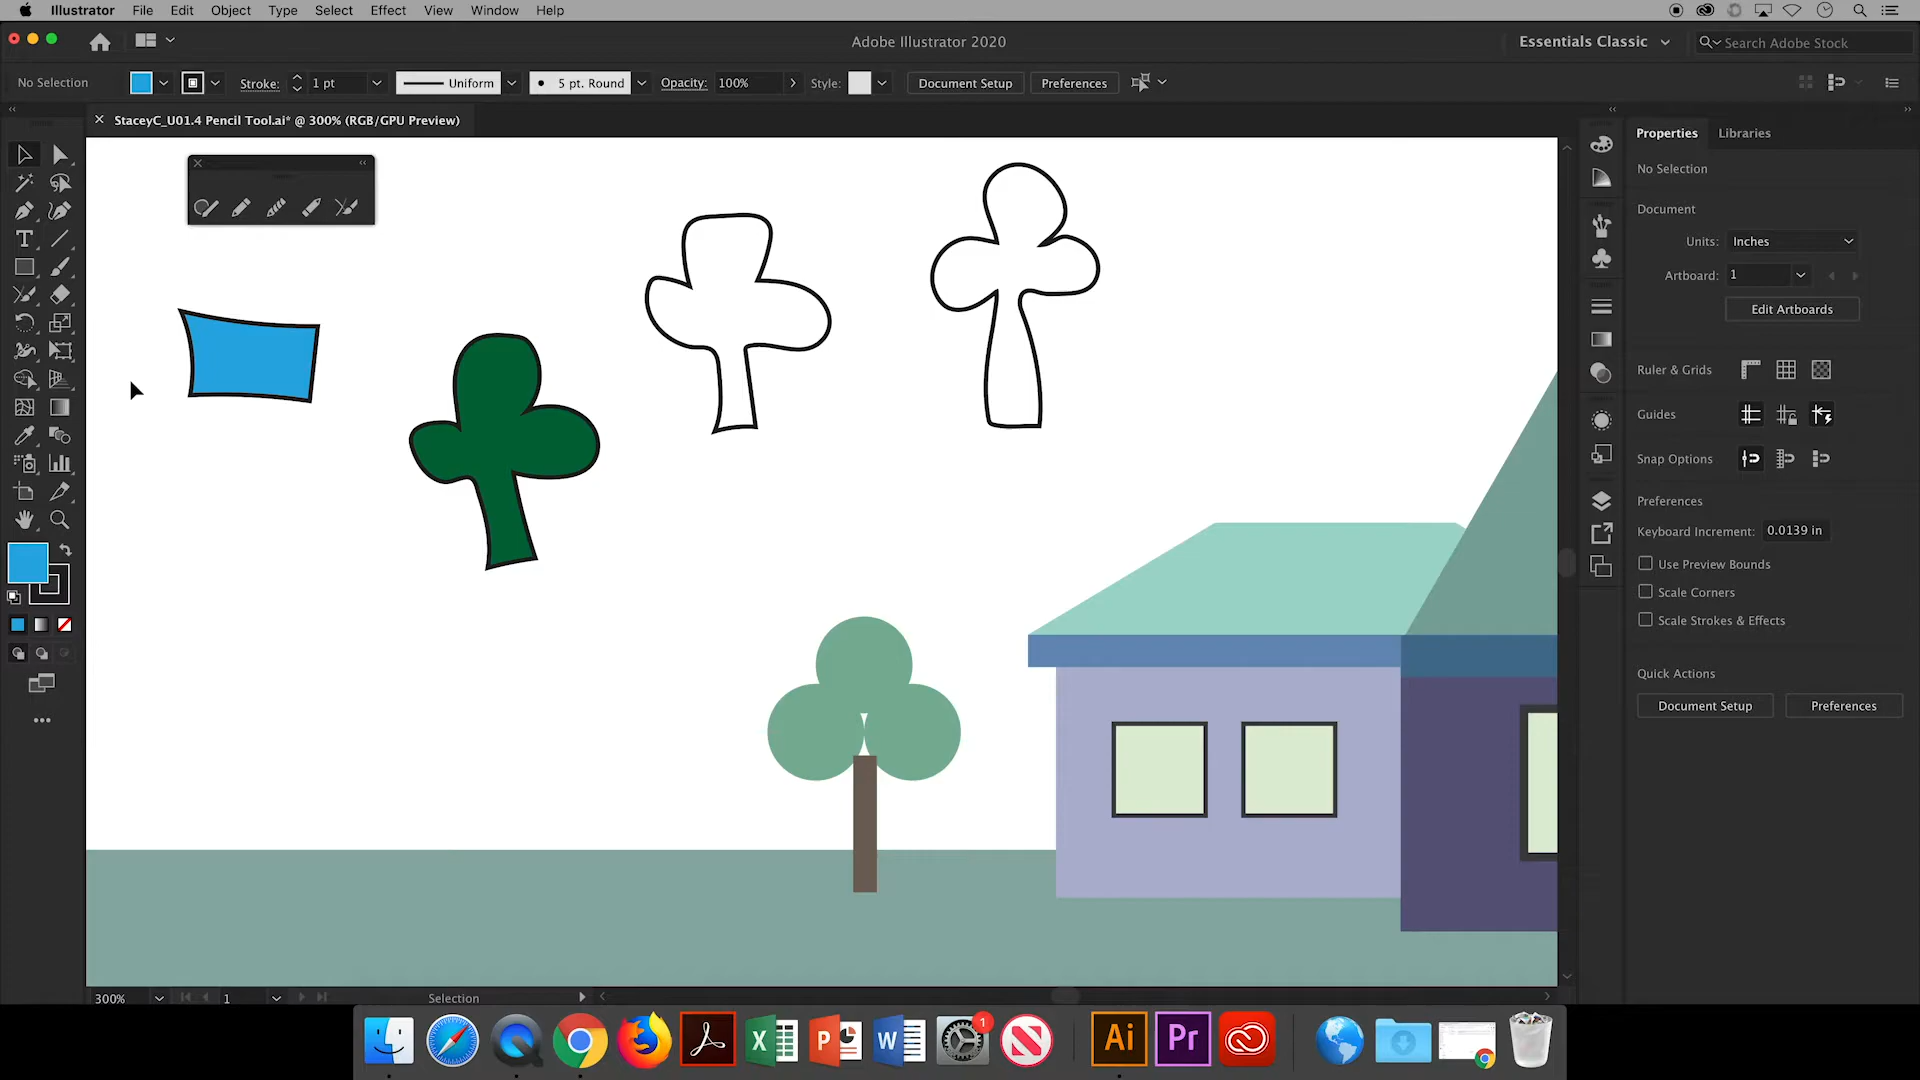 Illustrator File Edit Object Type Select Effect View Window Help
Adobe Illustrator 2020
Essentials Classic
Search Adobe Stock
No Selection
Stroke: 1 pt
Uniform
5 pt. Round
Opacity: 100%
Style:
Document Setup
Preferences
StaceyC_U01.4 Pencil Tool.ai* @ 300% (RGB/GPU Preview)
Properties Libraries
No Selection
Document
Units: Inches
Artboard: 1
Edit Artboards
Ruler & Grids
Guides
Snap Options
Preferences
Keyboard Increment: 0.0139 in
Use Preview Bounds
Scale Corners
Scale Strokes & Effects
Quick Actions
Document Setup Preferences
300% 1 Selection
1
Ai Pr